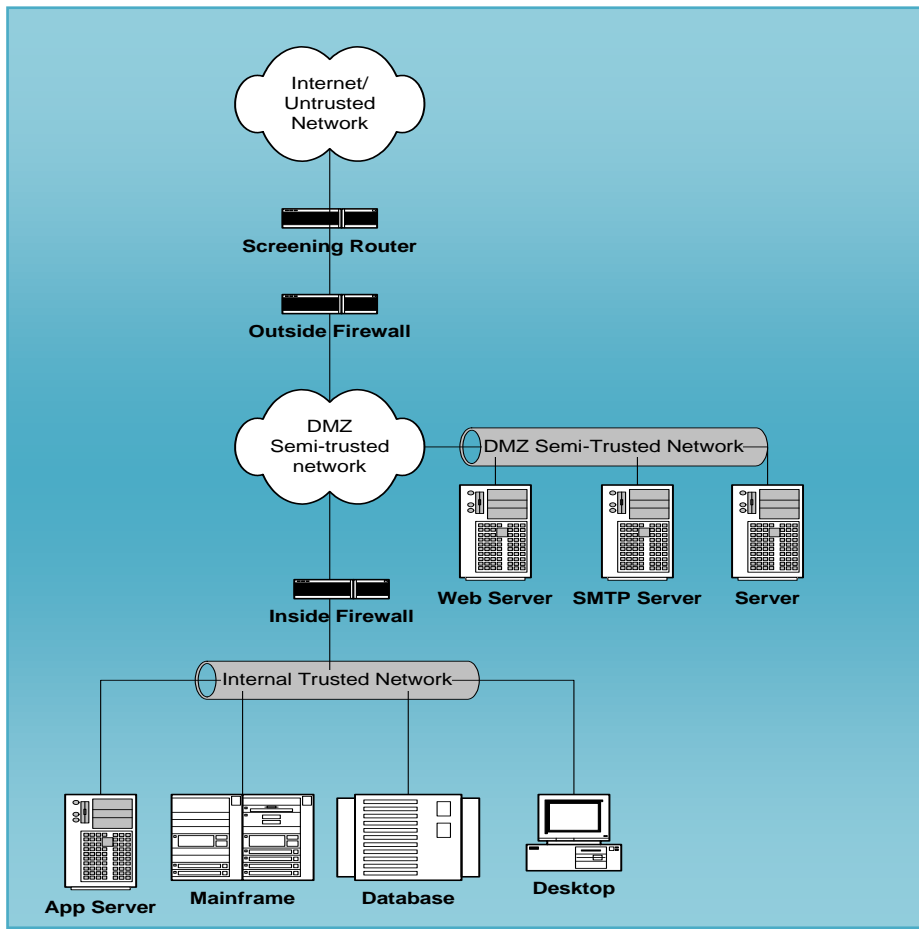 Internet/
Untrusted
Network
Screening Router
Outside Firewall
DMZ
Semi-trusted
network
DMZ Semi-Trusted Network
Web Server
SMTP Server
Server
Inside Firewall
Internal Trusted Network
App Server
Mainframe
Database
Desktop